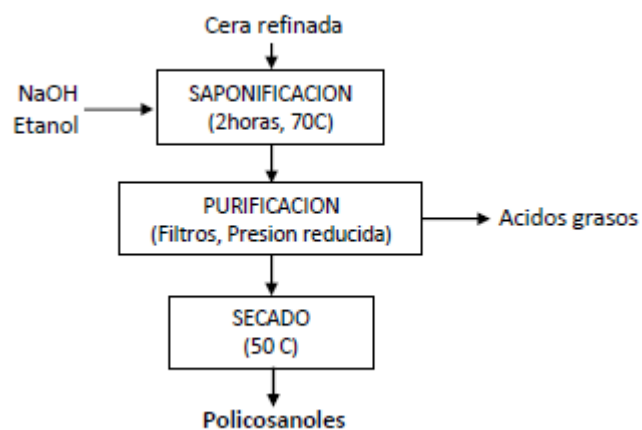 Cera refinada
NaOH
Etanol
SAPONIFICACION
(2horas, 70C)
PURIFICACION
(Filtros, Presion reducida)
Acidos grasos
SECADO
(50 C)
Policosanoles